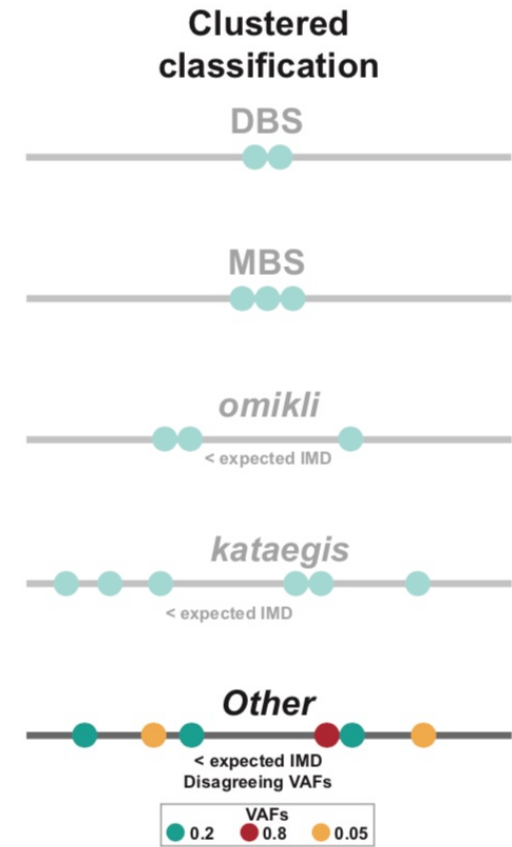 Clustered
classification
DBS
MBS
omikli
< expected IMD
kataegis
< expected IMD
Other
< expected IMD
Disagreeing VAFs
VAFs
0.2 0.8 0.05